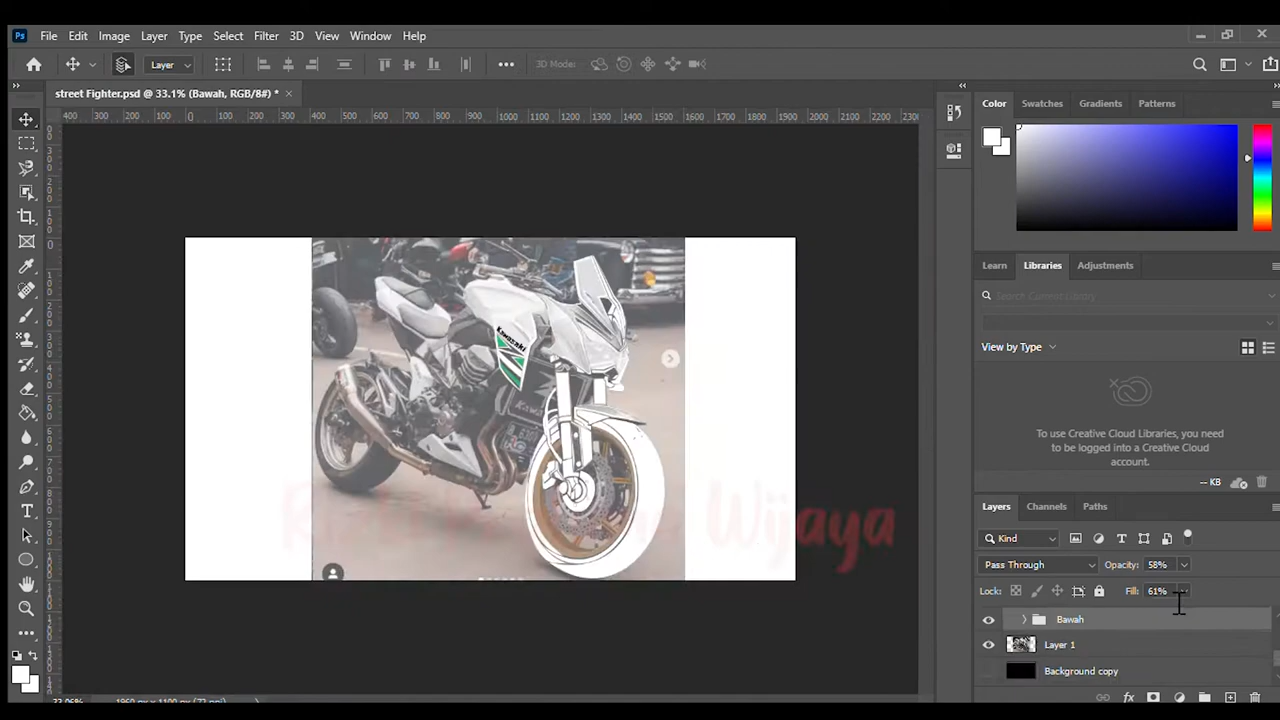 Ps File Edit Image Layer Type Select Filter 3D View Window Help
Layer 3D Mode:
street Fighter.psd @ 33.1% (Bawah, RGB/8#) *
400 300 200 100 0 100 200 300 400 500 600 700 800 900 1000 1100 1200 1300 1400 1500 1600 1700 1800 1900 2000 2100 2200 2300
Color Swatches Gradients Patterns
Learn Libraries Adjustments
Search Current Library
View by Type
To use Creative Cloud Libraries, you need
to be logged into a Creative Cloud
account.
-- KB
Kawasaki
Wijaya
Layers Channels Paths
Kind
Pass Through Opacity: 58%
Lock: Fill: 61%
Bawah
Layer 1
Background copy